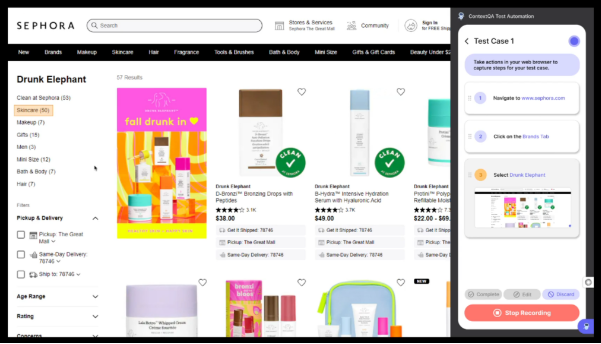 SEPHORA
Search
Stores & Services
Sephora The Great Mall
Community
Sign In
for FREE Shipp
New
Brands
Makeup
Skincare
Hair
Fragrance
Tools & Brushes
Bath & Body
Mini Size
Gifts & Gift Cards
Beauty Under $2
Drunk Elephant
Clean at Sephora (53)
Skincare (50)
Makeup (7)
Gifts (15)
Men (3)
Mini Size (12)
Bath & Body (7)
Hair (7)
Filters
Pickup & Delivery
Pickup: The Great
Mall
Same-Day Delivery:
78746
Ship to: 78746
Age Range
Rating
Concerns
57 Results
fall drunk in
CLEAN
Drunk Elephant
D-Bronzi™ Bronzing Drops with
Peptides
3.7K
$38.00
Get It Shipped: 78746
Pickup: The Great Mall
Same-Day Delivery: 78746
CLEAN
Drunk Elephant
B-Hydra™ Intensive Hydration
Serum with Hyaluronic Acid
3.1K
$49.00
Get It Shipped: 78746
Pickup: The Great Mall
Same-Day Delivery: 78746
Drunk Elephant
Protini™ Polyp
Refillable Moist
$22.00 - $69.
Get It Ship
Pickup: The
Same-Day
NEW
ContextQA Test Automation
Test Case 1
Take actions in your web browser to
capture steps for your test case.
1
Navigate to www.sephora.com
2
Click on the Brands Tab
3
Select Drunk Elephant
Complete
Edit
Discard
Stop Recording